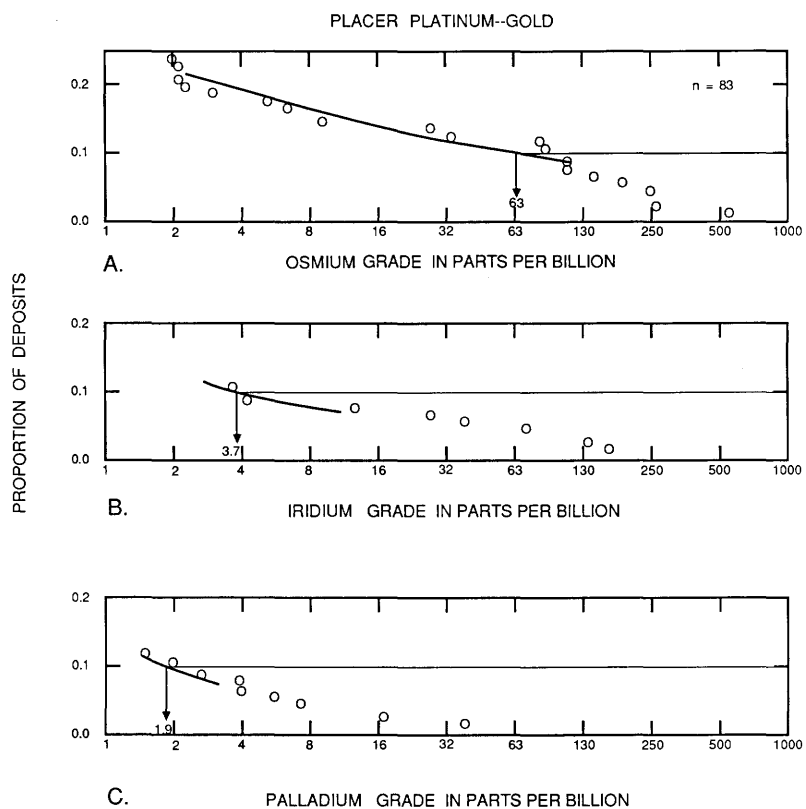 PLACER PLATINUM--GOLD
PROPORTION OF DEPOSITS
0.2
n = 83
0.1
63
0.0
1 2 4 8 16 32 63 130 250 500 1000
A. OSMIUM GRADE IN PARTS PER BILLION
0.2
0.1
3.7
0.0
1 2 4 8 16 32 63 130 250 500 1000
B. IRIDIUM GRADE IN PARTS PER BILLION
0.2
0.1
1.9
0.0
1 2 4 8 16 32 63 130 250 500 1000
C. PALLADIUM GRADE IN PARTS PER BILLION